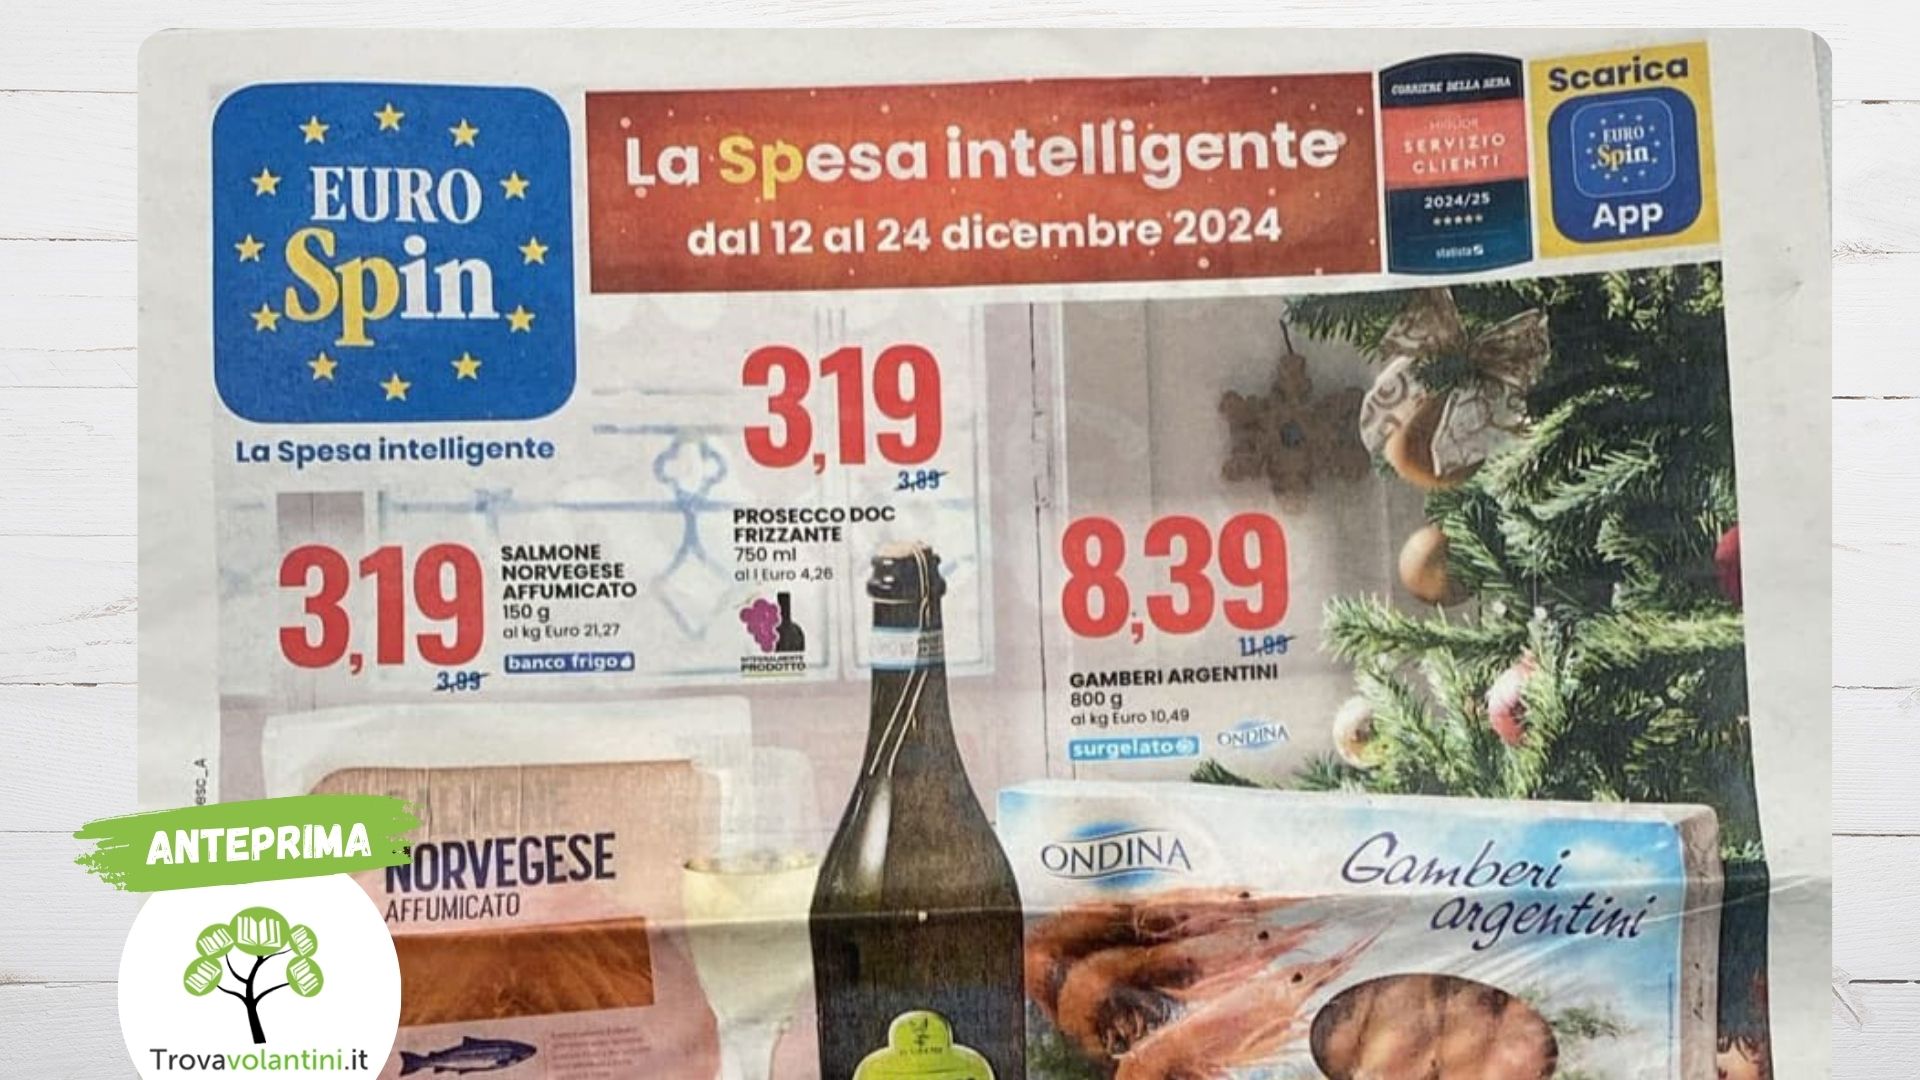 EURO
Spin
La Spesa intelligente
La Spesa intelligente
dal 12 al 24 dicembre 2024
CORRIERE DELLA SERA
MIGLIOR
SERVIZIO
CLIENTI
2024/25
statista
Scarica
EURO
Spin
App
3,19
3,99
SALMONE
NORVEGESE
AFFUMICATO
150 g
al kg Euro 21,27
banco frigo
3,19
3,89
PROSECCO DOC
FRIZZANTE
750 ml
al l Euro 4,26
INTEGRALMENTE
PRODOTTO
8,39
11,99
GAMBERI ARGENTINI
800 g
al kg Euro 10,49
surgelato
ONDINA
esc_A
NORVEGESE
AFFUMICATO
ONDINA
Gamberi
argentini
ANTEPRIMA
Trovavolantini.it